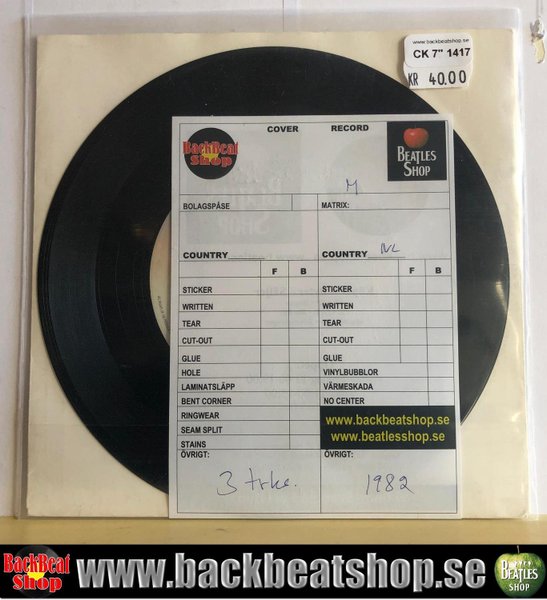 www.backbeatshop.se
CK 7" 1417
KR 40.00
COVER RECORD
BackBeat
Shop
BEATLES
SHOP
M
BOLAGSPÅSE MATRIX:
COUNTRY COUNTRY NL
F B F B
STICKER STICKER
WRITTEN WRITTEN
TEAR TEAR
CUT-OUT CUT-OUT
GLUE GLUE
HOLE VINYLBUBBLOR
LAMINATSLÄPP VÄRMESKADA
BENT CORNER NO CENTER
RINGWEAR
SEAM SPLIT
STAINS
www.backbeatshop.se
www.beatlesshop.se
ÖVRIGT: ÖVRIGT:
3 trke. 1982
BackBeat
Shop
www.backbeatshop.se
BEATLES
SHOP